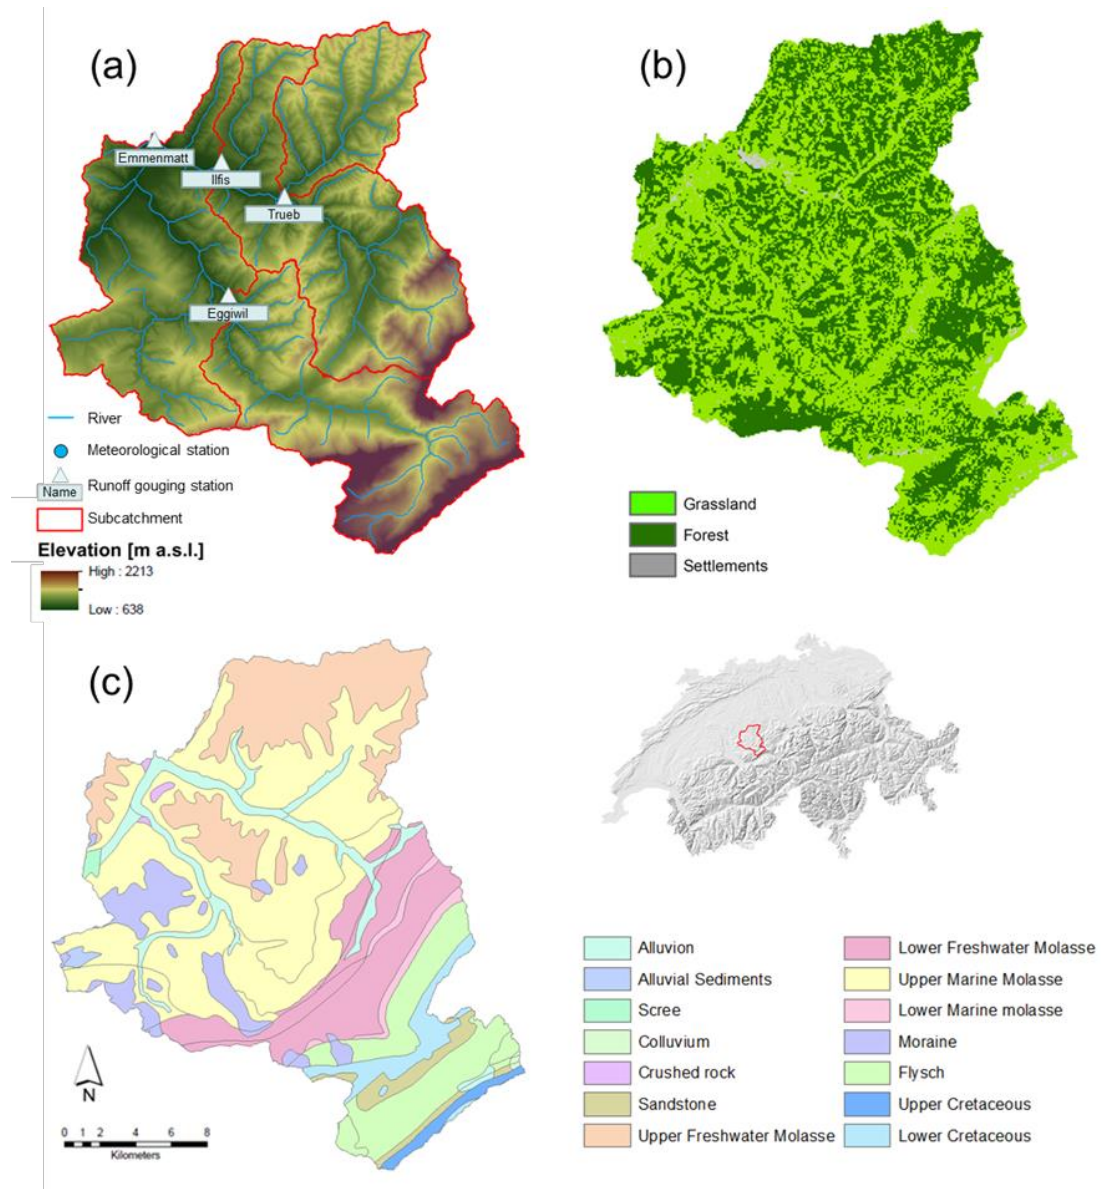 (a)
Emmenmatt
Ilfis
Trueb
Eggiwil
River
Meteorological station
Name
Runoff gouging station
Subcatchment
Elevation [m a.s.l.]
High : 2213
Low : 638
(b)
Grassland
Forest
Settlements
(c)
N
0 1 2 4 6 8
Kilometers
Alluvion
Alluvial Sediments
Scree
Colluvium
Crushed rock
Sandstone
Upper Freshwater Molasse
Lower Freshwater Molasse
Upper Marine Molasse
Lower Marine molasse
Moraine
Flysch
Upper Cretaceous
Lower Cretaceous